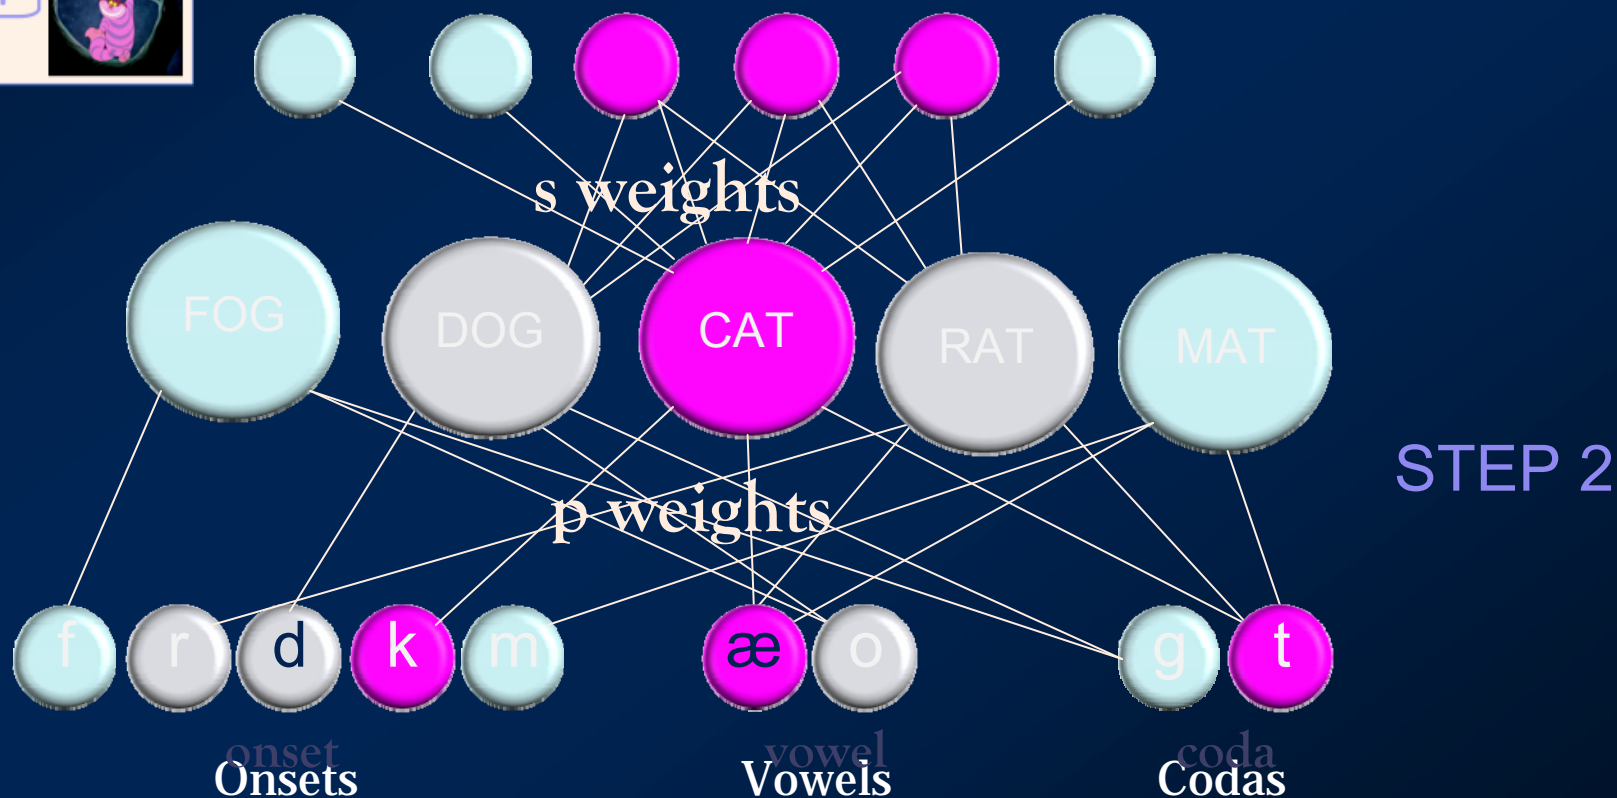 s weights
FOG
DOG
CAT
RAT
MAT
STEP 2
p weights
f
r
d
k
m
æ
o
g
t
onset
vowel
coda
Onsets
Vowels
Codas